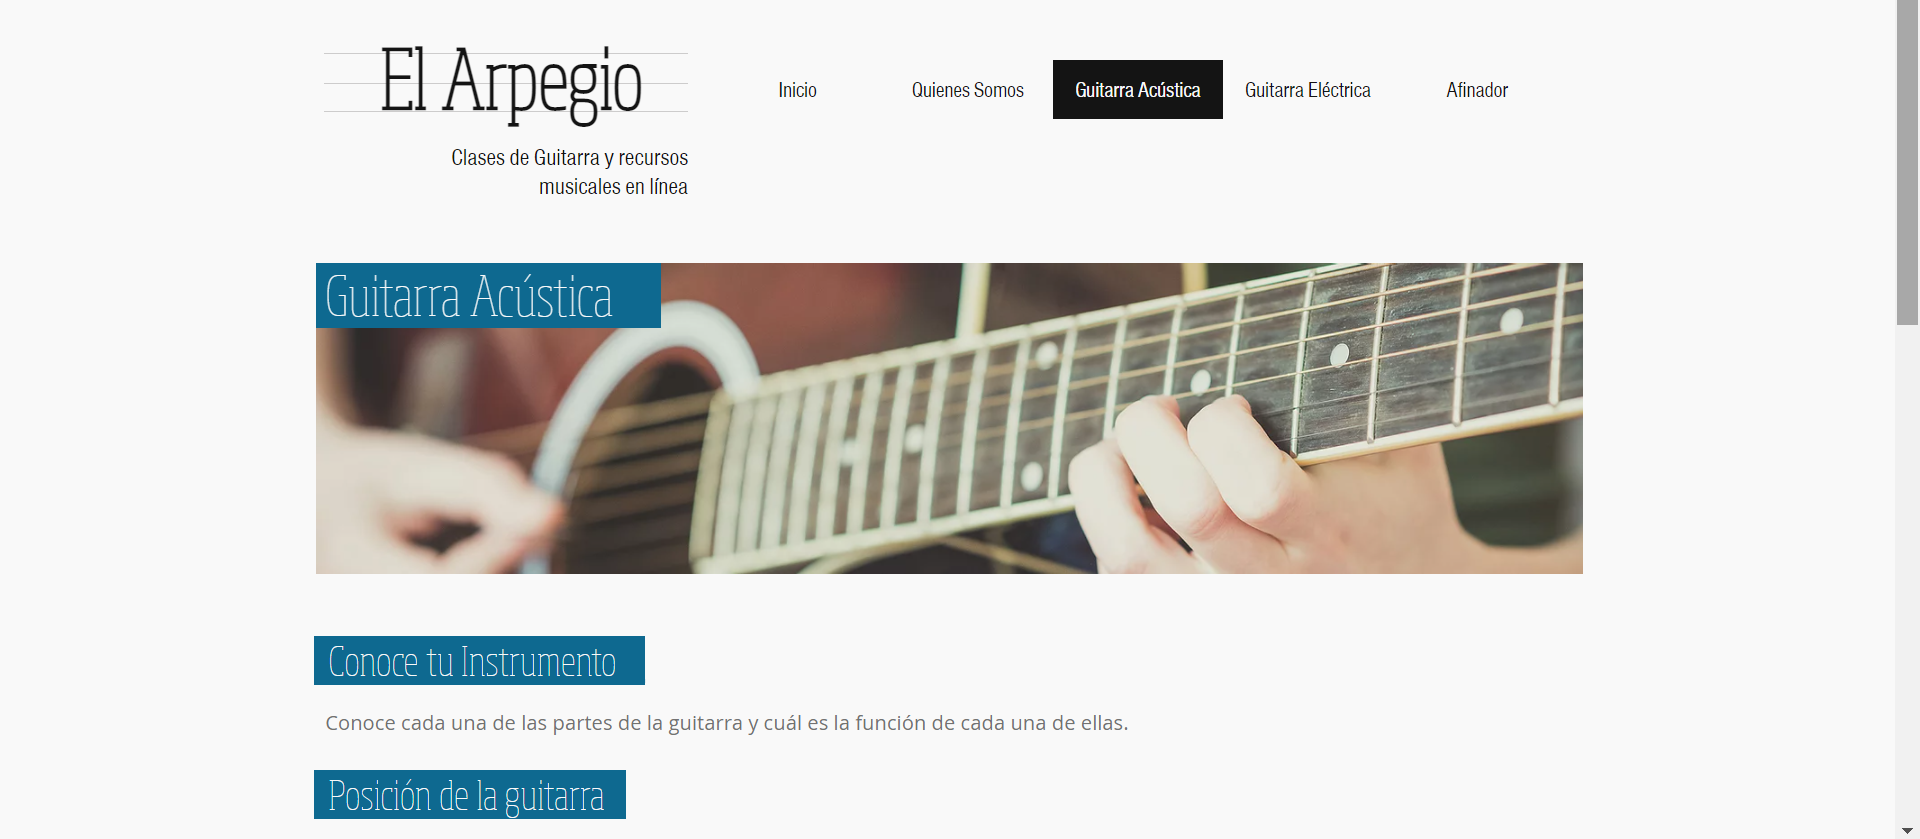 El Arpegio
Clases de Guitarra y recursos
musicales en línea
Inicio
Quienes Somos
Guitarra Acústica
Guitarra Eléctrica
Afinador
Guitarra Acústica
Conoce tu Instrumento
Conoce cada una de las partes de la guitarra y cuál es la función de cada una de ellas.
Posición de la guitarra